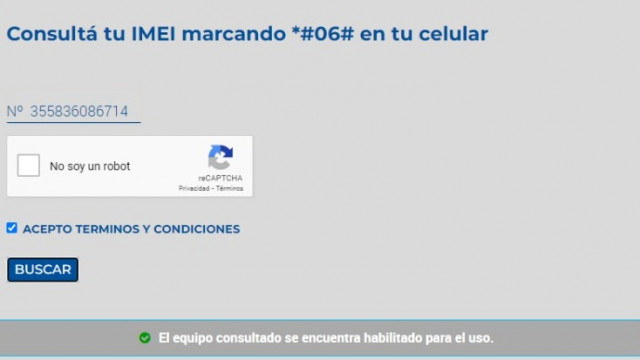 Consultá tu IMEI marcando *#06# en tu celular
Nº 355836086714
No soy un robot
reCAPTCHA
Privacidad - Términos
ACEPTO TERMINOS Y CONDICIONES
BUSCAR
El equipo consultado se encuentra habilitado para el uso.